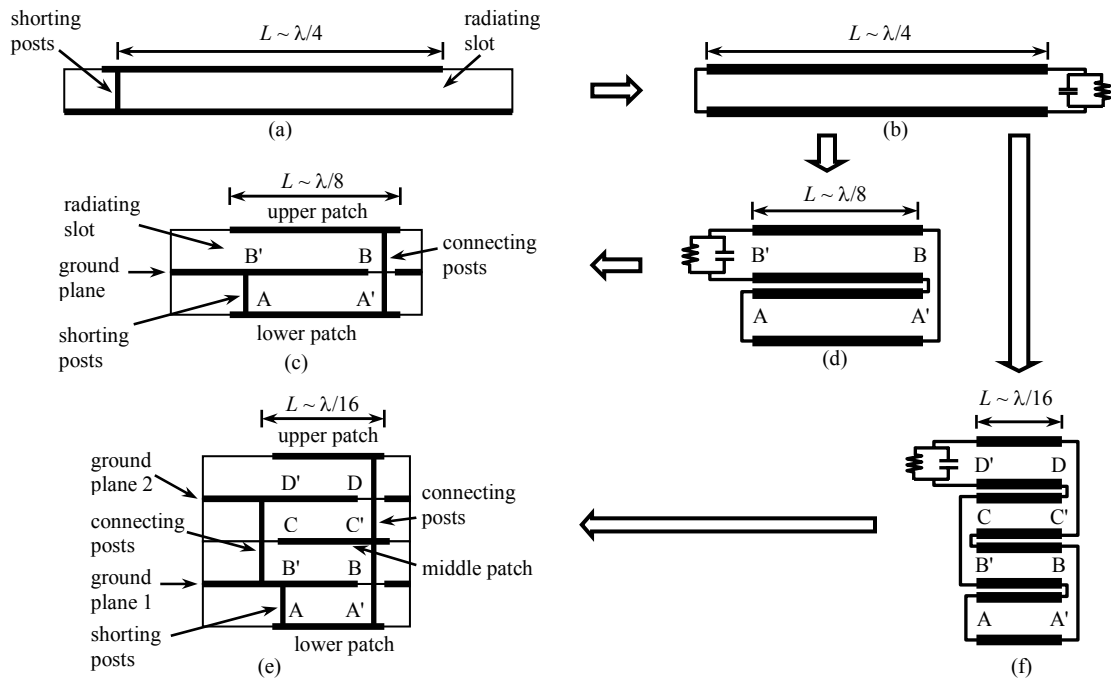 shorting
posts
L ~ λ/4
radiating
slot
(a)
L ~ λ/4
(b)
L ~ λ/8
upper patch
radiating
slot
ground
plane
shorting
posts
B'
B
A
A'
connecting
posts
lower patch
(c)
L ~ λ/8
B'
B
A
A'
(d)
L ~ λ/16
upper patch
ground
plane 2
connecting
posts
ground
plane 1
shorting
posts
D'
D
C
C'
B'
B
A
A'
connecting
posts
middle patch
lower patch
(e)
L ~ λ/16
D'
D
C
C'
B'
B
A
A'
(f)